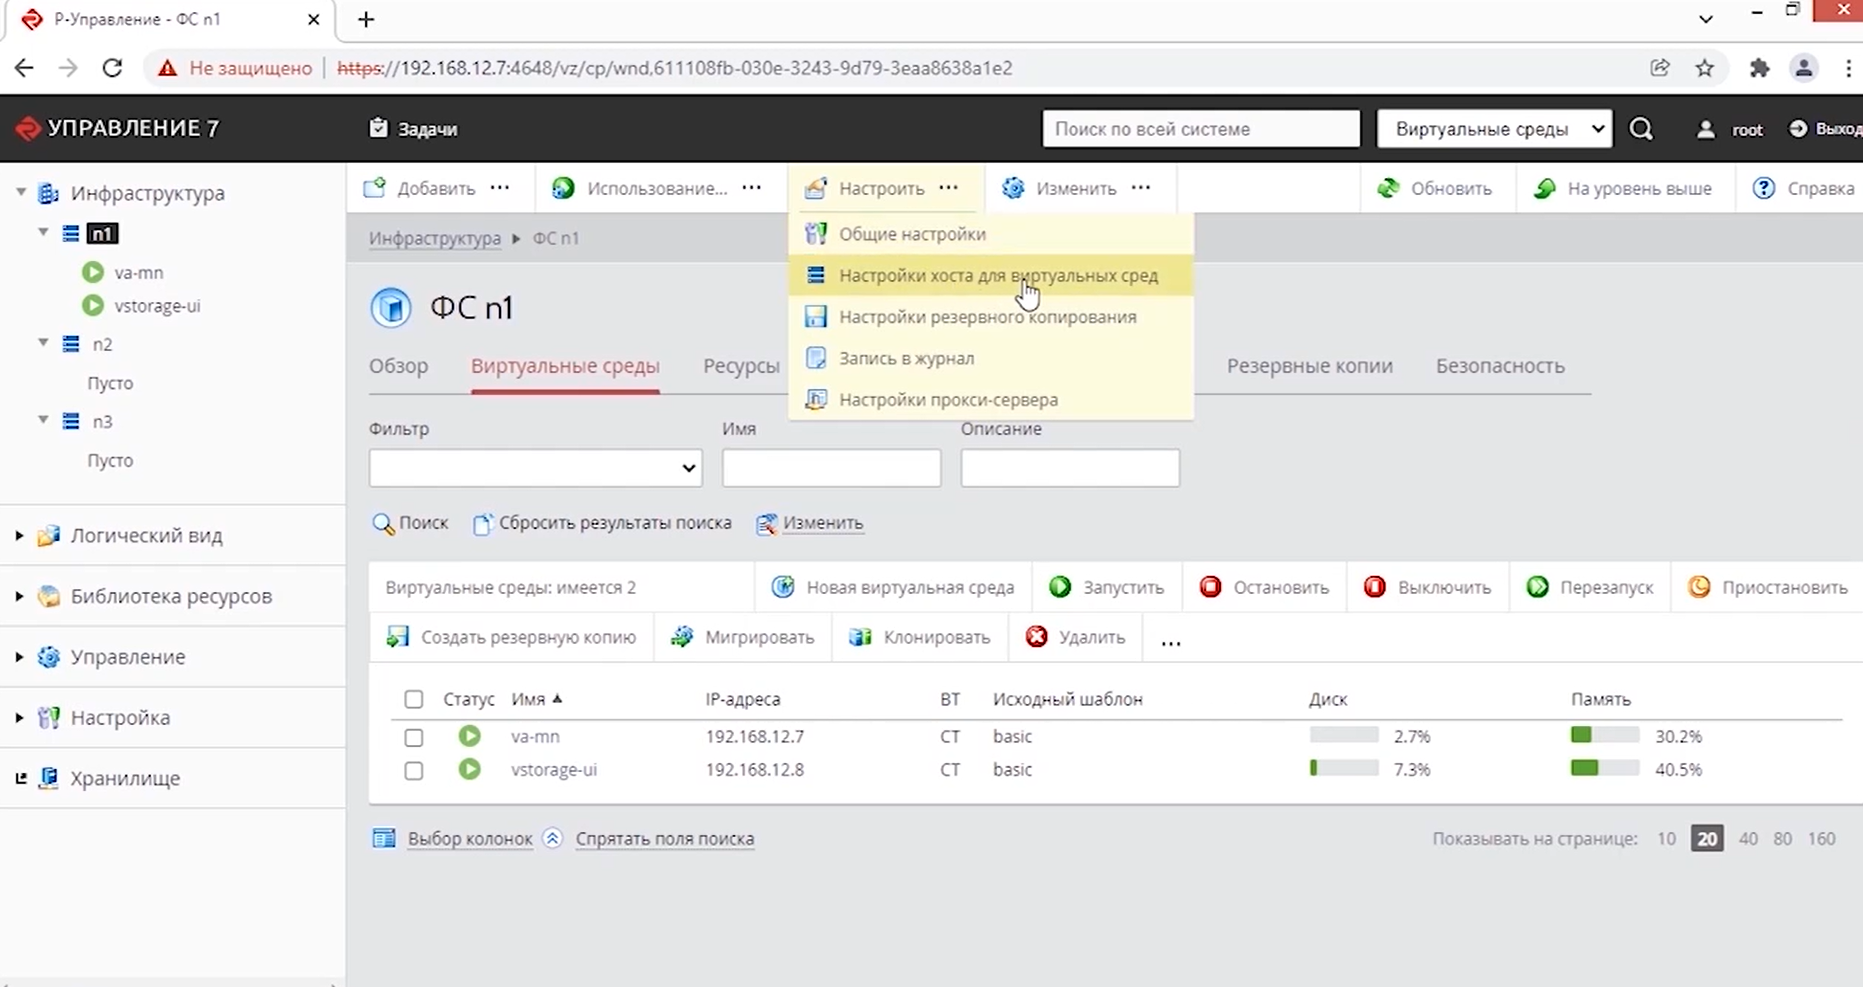 Р-Управление - ФС n1
Не защищено | https://192.168.12.7:4648/vz/cp/wnd,611108fb-030e-3243-9d79-3eaa8638a1e2
УПРАВЛЕНИЕ 7
Задачи
Поиск по всей системе
Виртуальные среды
root
Выход
Инфраструктура
n1
va-mn
vstorage-ui
n2
Пусто
n3
Пусто
Логический вид
Библиотека ресурсов
Управление
Настройка
Хранилище
Добавить ...
Использование... ...
Настроить ...
Изменить ...
Обновить
На уровень выше
Справка
Общие настройки
Настройки хоста для виртуальных сред
Настройки резервного копирования
Запись в журнал
Настройки прокси-сервера
Инфраструктура ▶ ФС n1
ФС n1
Обзор
Виртуальные среды
Ресурсы
Резервные копии
Безопасность
Фильтр
Имя
Описание
Поиск
Сбросить результаты поиска
Изменить
Виртуальные среды: имеется 2
Новая виртуальная среда
Запустить
Остановить
Выключить
Перезапуск
Приостановить
Создать резервную копию
Мигрировать
Клонировать
Удалить
...
Статус Имя ▲ IP-адреса ВТ Исходный шаблон Диск Память
va-mn 192.168.12.7 CT basic 2.7% 30.2%
vstorage-ui 192.168.12.8 CT basic 7.3% 40.5%
Выбор колонок
Спрятать поля поиска
Показывать на странице: 10 20 40 80 160